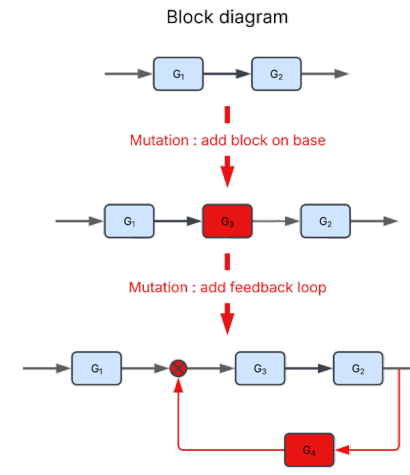 Block diagram
G₁ G₂
Mutation : add block on base
G₁ G₃ G₂
Mutation : add feedback loop
G₁ G₃ G₂
G₄